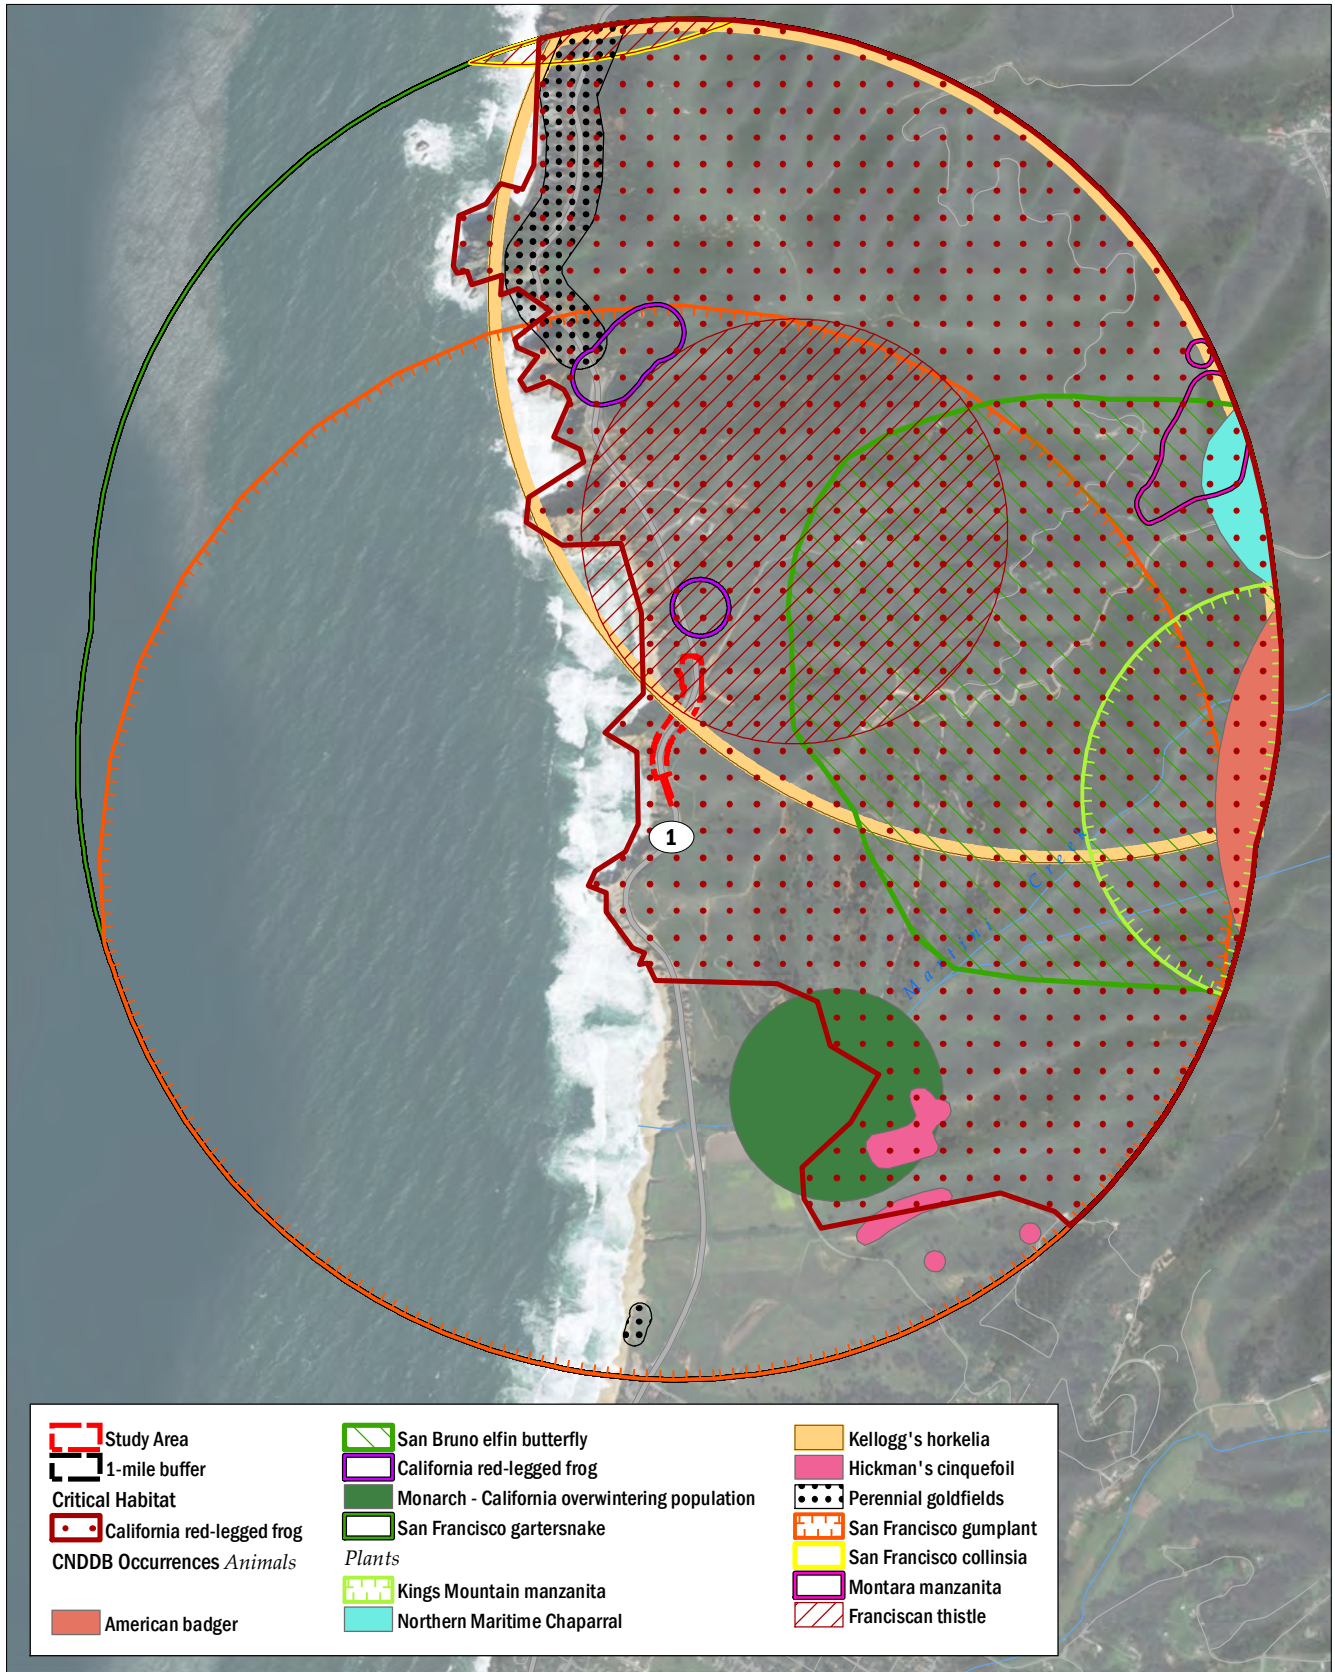 1
Martini Creek
Study Area
1-mile buffer
Critical Habitat
California red-legged frog
CNDDB Occurrences Animals
American badger
San Bruno elfin butterfly
California red-legged frog
Monarch - California overwintering population
San Francisco gartersnake
Plants
Kings Mountain manzanita
Northern Maritime Chaparral
Kellogg's horkelia
Hickman's cinquefoil
Perennial goldfields
San Francisco gumplant
San Francisco collinsia
Montara manzanita
Franciscan thistle